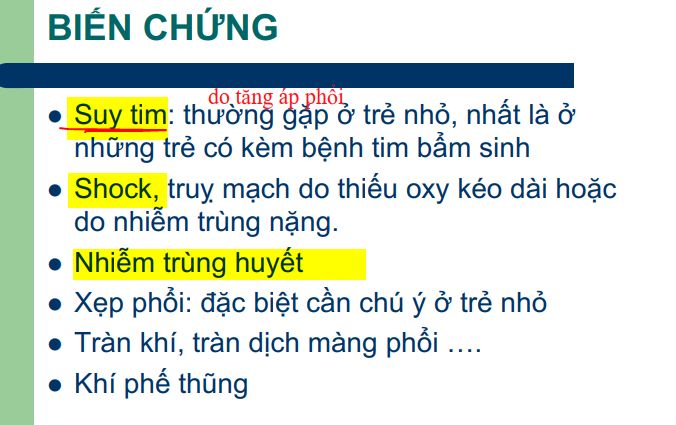 BIẾN CHỨNG
do tăng áp phổi
● Suy tim: thường gặp ở trẻ nhỏ, nhất là ở
những trẻ có kèm bệnh tim bẩm sinh
● Shock, truỵ mạch do thiếu oxy kéo dài hoặc
do nhiễm trùng nặng.
● Nhiễm trùng huyết
● Xẹp phổi: đặc biệt cần chú ý ở trẻ nhỏ
● Tràn khí, tràn dịch màng phổi ….
● Khí phế thũng